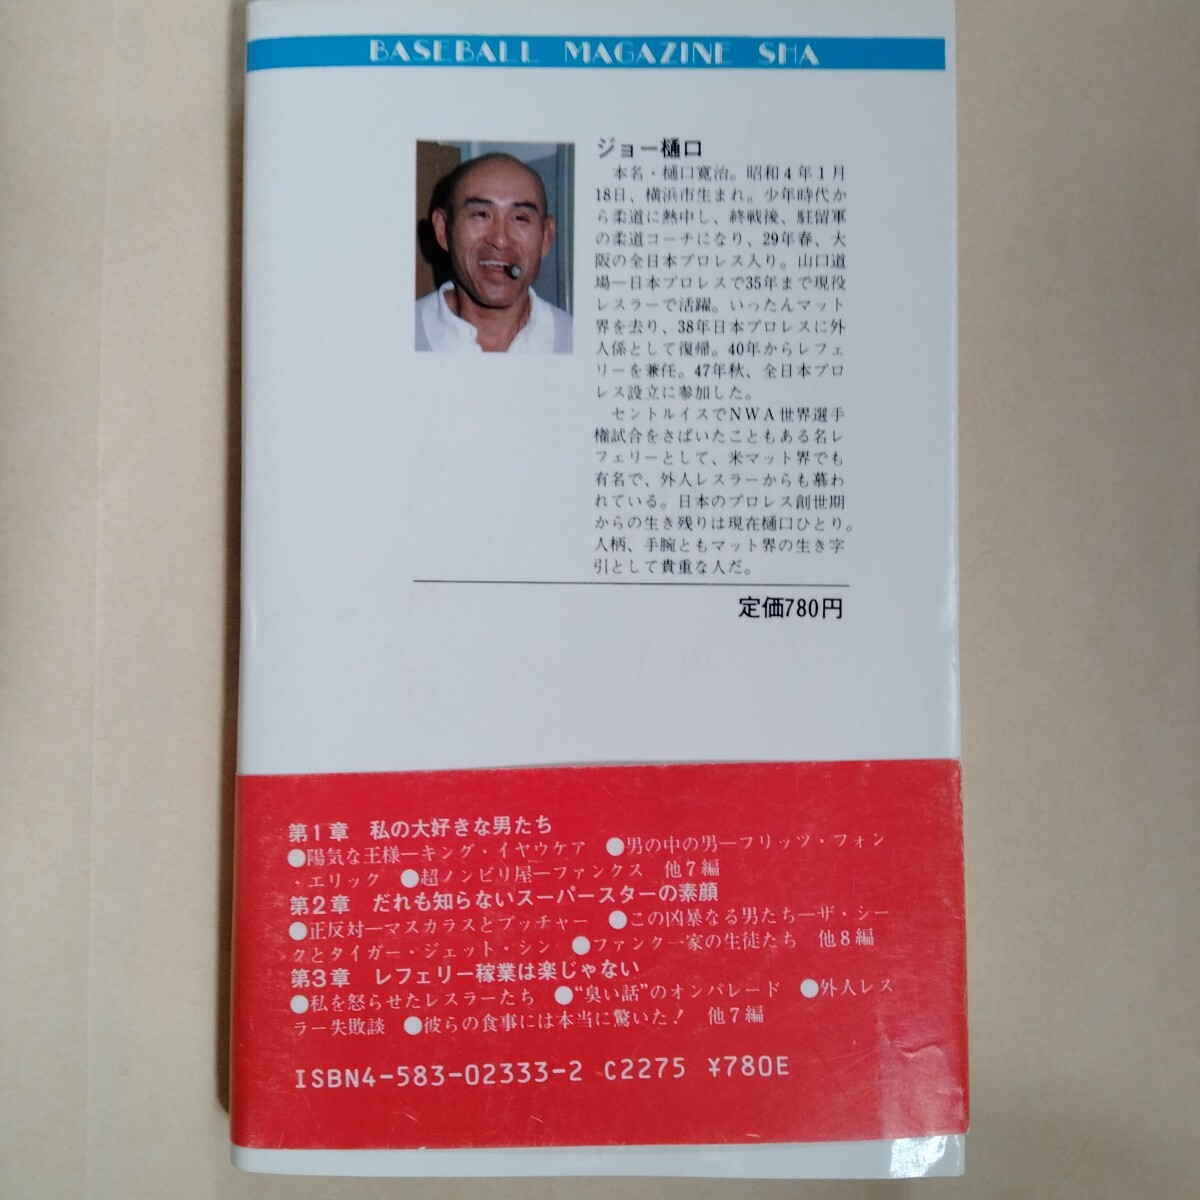 BASEBALL MAGAZINE SHA
ジョー樋口
本名・樋口寛治。昭和4年1月
18日、横浜市生まれ。少年時代か
ら柔道に熱中し、終戦後、駐留軍
の柔道コーチになり、29年春、大
阪の全日本プロレス入り。山口道
場―日本プロレスで35年まで現役
レスラーで活躍。いったんマット
界を去り、38年日本プロレスに外
人係として復帰。40年からレフェ
リーを兼任。47年秋、全日本プロ
レス設立に参加した。
セントルイスでNWA世界選手
権試合をさばいたこともある名レ
フェリーとして、米マット界でも
有名で、外人レスラーからも慕わ
れている。日本のプロレス創世期
からの生き残りは現在樋口ひとり。
人柄、手腕ともマット界の生き字
引として貴重な人だ。
定価780円
第1章 私の大好きな男たち
●陽気な王様―キング・イヤウケア ●男の中の男―フリッツ・フォン
・エリック ●超ノンビリ屋―ファンクス 他7編
第2章 だれも知らないスーパースターの素顔
●正反対―マスカラスとブッチャー ●この凶暴なる男たち―ザ・シー
クとタイガー・ジェット・シン ●ファンク一家の生徒たち 他8編
第3章 レフェリー稼業は楽じゃない
●私を怒らせたレスラーたち ●“臭い話”のオンパレード ●外人レス
ラー失敗談 ●彼らの食事には本当に驚いた! 他7編
ISBN4-583-02333-2 C2275 ¥780E